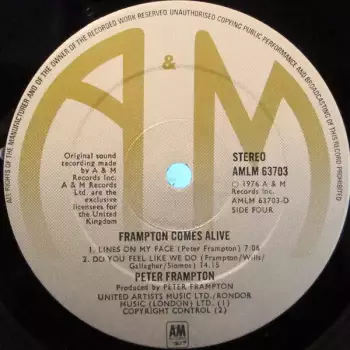 ALL RIGHTS OF THE MANUFACTURER AND OF THE OWNER OF THE RECORDED WORK RESERVED. UNAUTHORISED COPYING PUBLIC PERFORMANCE AND BROADCASTING OF THIS RECORD PROHIBITED
A & M
Original sound
recording made
by A & M
Records Inc.
A & M Records
Ltd. are the
exclusive
licensees for
the United
Kingdom
STEREO
AMLM 63703
℗ 1976 A & M
Records Inc.
AMLM 63703-D
SIDE FOUR
FRAMPTON COMES ALIVE
1. LINES ON MY FACE (Peter Frampton) 7:04
2. DO YOU FEEL LIKE WE DO (Frampton/Wills/
Gallagher/Siomos) 14.15
PETER FRAMPTON
Produced by PETER FRAMPTON
UNITED ARTISTS MUSIC LTD./RONDOR
MUSIC (LONDON) LTD. (1)
COPYRIGHT CONTROL (2)
A&M